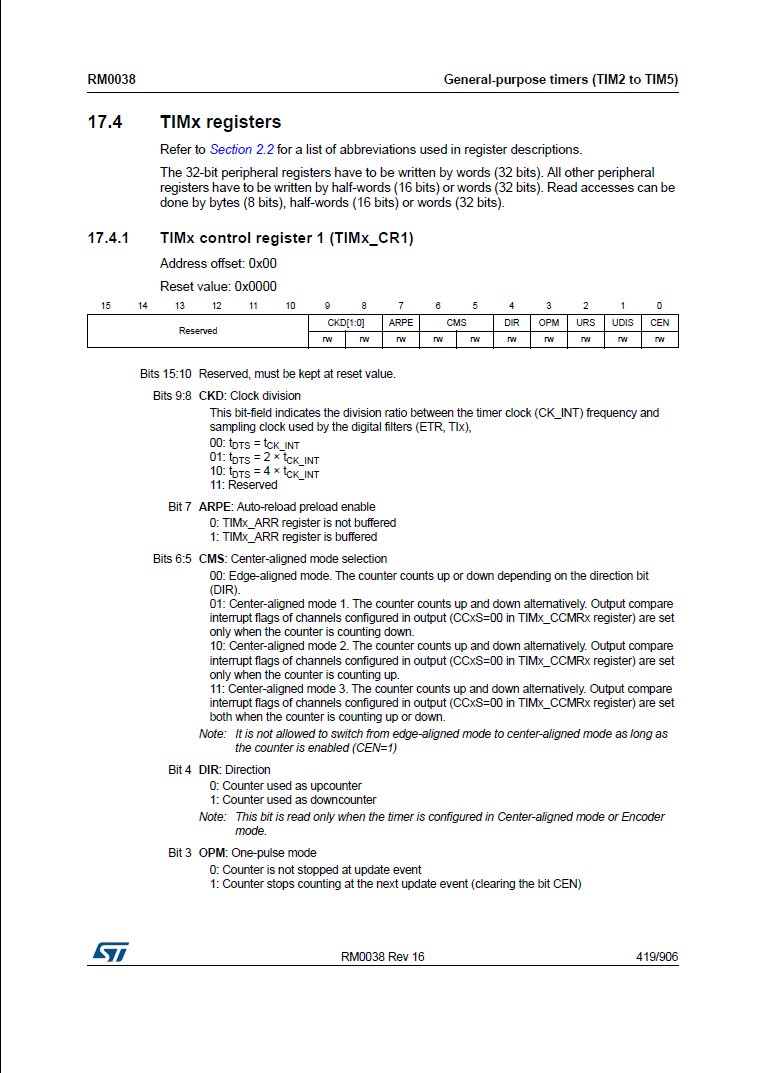 RM0038 General-purpose timers (TIM2 to TIM5)
17.4 TIMx registers
Refer to Section 2.2 for a list of abbreviations used in register descriptions.
The 32-bit peripheral registers have to be written by words (32 bits). All other peripheral
registers have to be written by half-words (16 bits) or words (32 bits). Read accesses can be
done by bytes (8 bits), half-words (16 bits) or words (32 bits).
17.4.1 TIMx control register 1 (TIMx_CR1)
Address offset: 0x00
Reset value: 0x0000
15 14 13 12 11 10 9 8 7 6 5 4 3 2 1 0
Reserved CKD[1:0] ARPE CMS DIR OPM URS UDIS CEN
rw rw rw rw rw rw rw rw rw rw
Bits 15:10 Reserved, must be kept at reset value.
Bits 9:8 CKD: Clock division
This bit-field indicates the division ratio between the timer clock (CK_INT) frequency and
sampling clock used by the digital filters (ETR, TIx),
00: tDTS = tCK_INT
01: tDTS = 2 × tCK_INT
10: tDTS = 4 × tCK_INT
11: Reserved
Bit 7 ARPE: Auto-reload preload enable
0: TIMx_ARR register is not buffered
1: TIMx_ARR register is buffered
Bits 6:5 CMS: Center-aligned mode selection
00: Edge-aligned mode. The counter counts up or down depending on the direction bit
(DIR).
01: Center-aligned mode 1. The counter counts up and down alternatively. Output compare
interrupt flags of channels configured in output (CCxS=00 in TIMx_CCMRx register) are set
only when the counter is counting down.
10: Center-aligned mode 2. The counter counts up and down alternatively. Output compare
interrupt flags of channels configured in output (CCxS=00 in TIMx_CCMRx register) are set
only when the counter is counting up.
11: Center-aligned mode 3. The counter counts up and down alternatively. Output compare
interrupt flags of channels configured in output (CCxS=00 in TIMx_CCMRx register) are set
both when the counter is counting up or down.
Note: It is not allowed to switch from edge-aligned mode to center-aligned mode as long as
the counter is enabled (CEN=1)
Bit 4 DIR: Direction
0: Counter used as upcounter
1: Counter used as downcounter
Note: This bit is read only when the timer is configured in Center-aligned mode or Encoder
mode.
Bit 3 OPM: One-pulse mode
0: Counter is not stopped at update event
1: Counter stops counting at the next update event (clearing the bit CEN)
ST RM0038 Rev 16 419/906